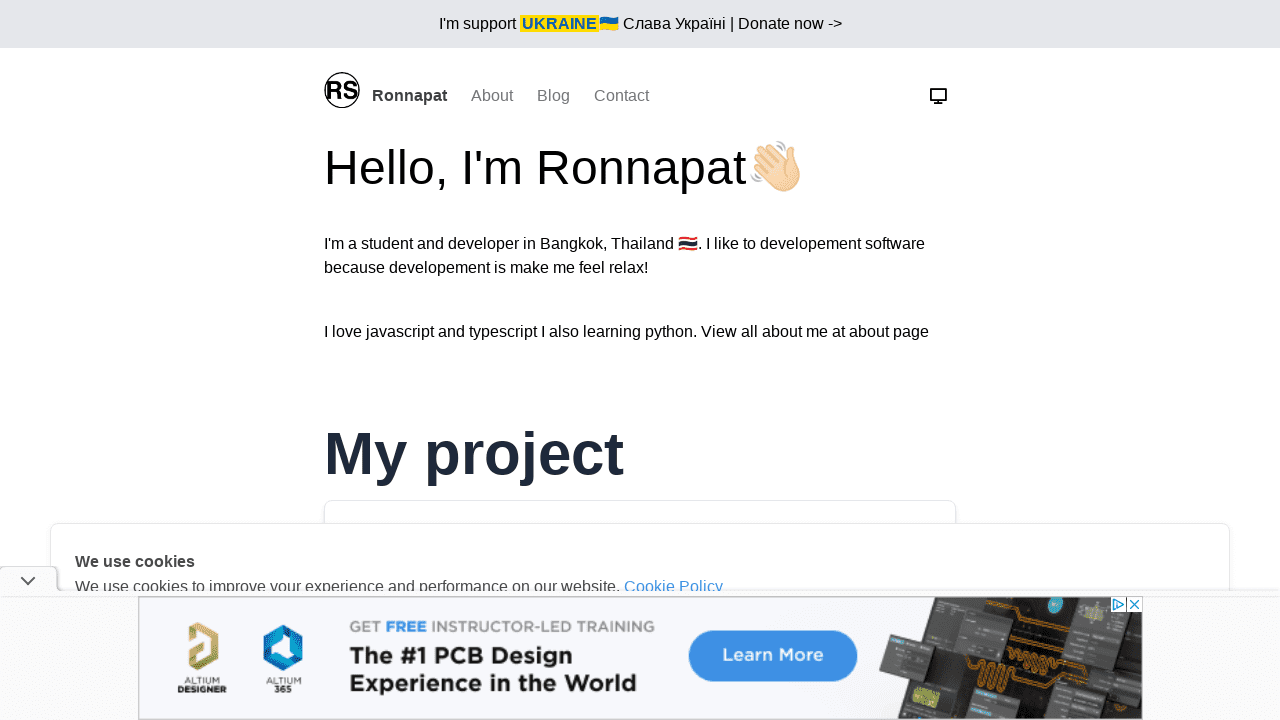 I'm support UKRAINE🇺🇦 Слава Україні | Donate now ->
RS Ronnapat About Blog Contact
Hello, I'm Ronnapat👋🏼
I'm a student and developer in Bangkok, Thailand 🇹🇭. I like to developement software
because developement is make me feel relax!
I love javascript and typescript I also learning python. View all about me at about page
My project
We use cookies
We use cookies to improve your experience and performance on our website. Cookie Policy
GET FREE INSTRUCTOR-LED TRAINING
The #1 PCB Design
Experience in the World
ALTIUM
DESIGNER
ALTIUM
365
Learn More